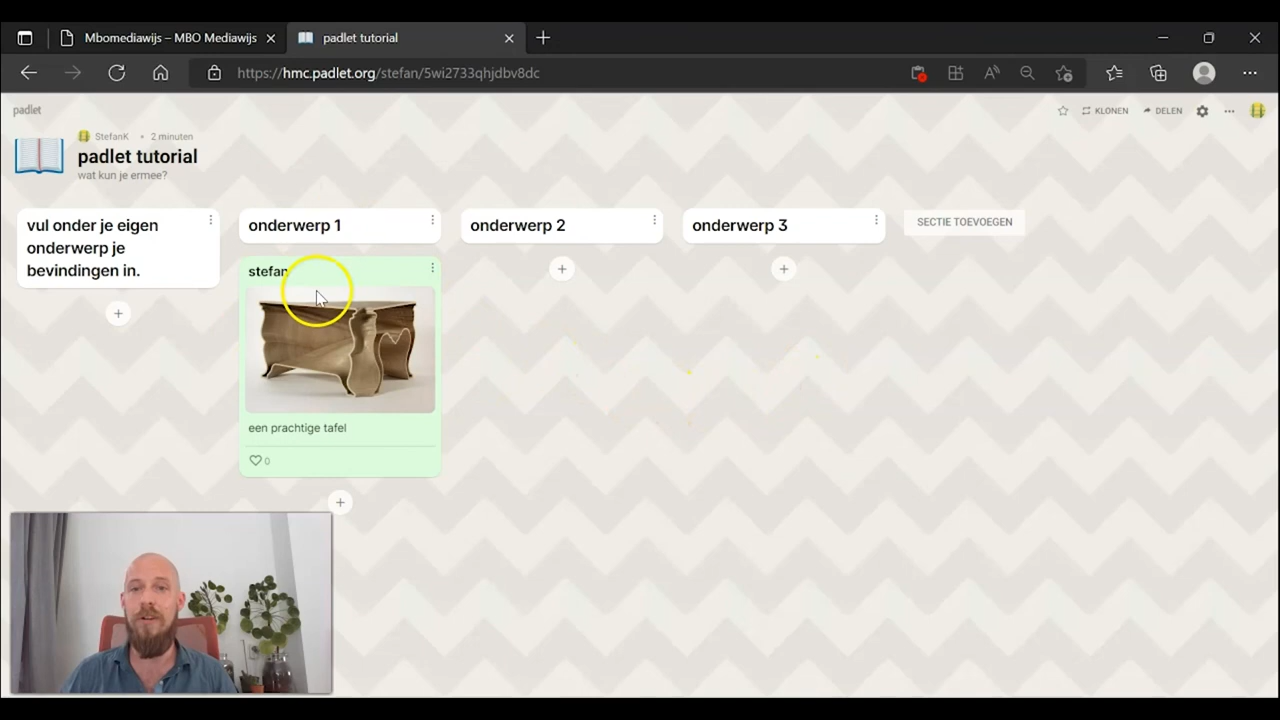 Mbomediawijs – MBO Mediawijs
padlet tutorial
https://hmc.padlet.org/stefan/5wi2733qhjdbv8dc
padlet
KLONEN
DELEN
StefanK • 2 minuten
padlet tutorial
wat kun je ermee?
vul onder je eigen
onderwerp je
bevindingen in.
onderwerp 1
onderwerp 2
onderwerp 3
SECTIE TOEVOEGEN
stefan
een prachtige tafel
0